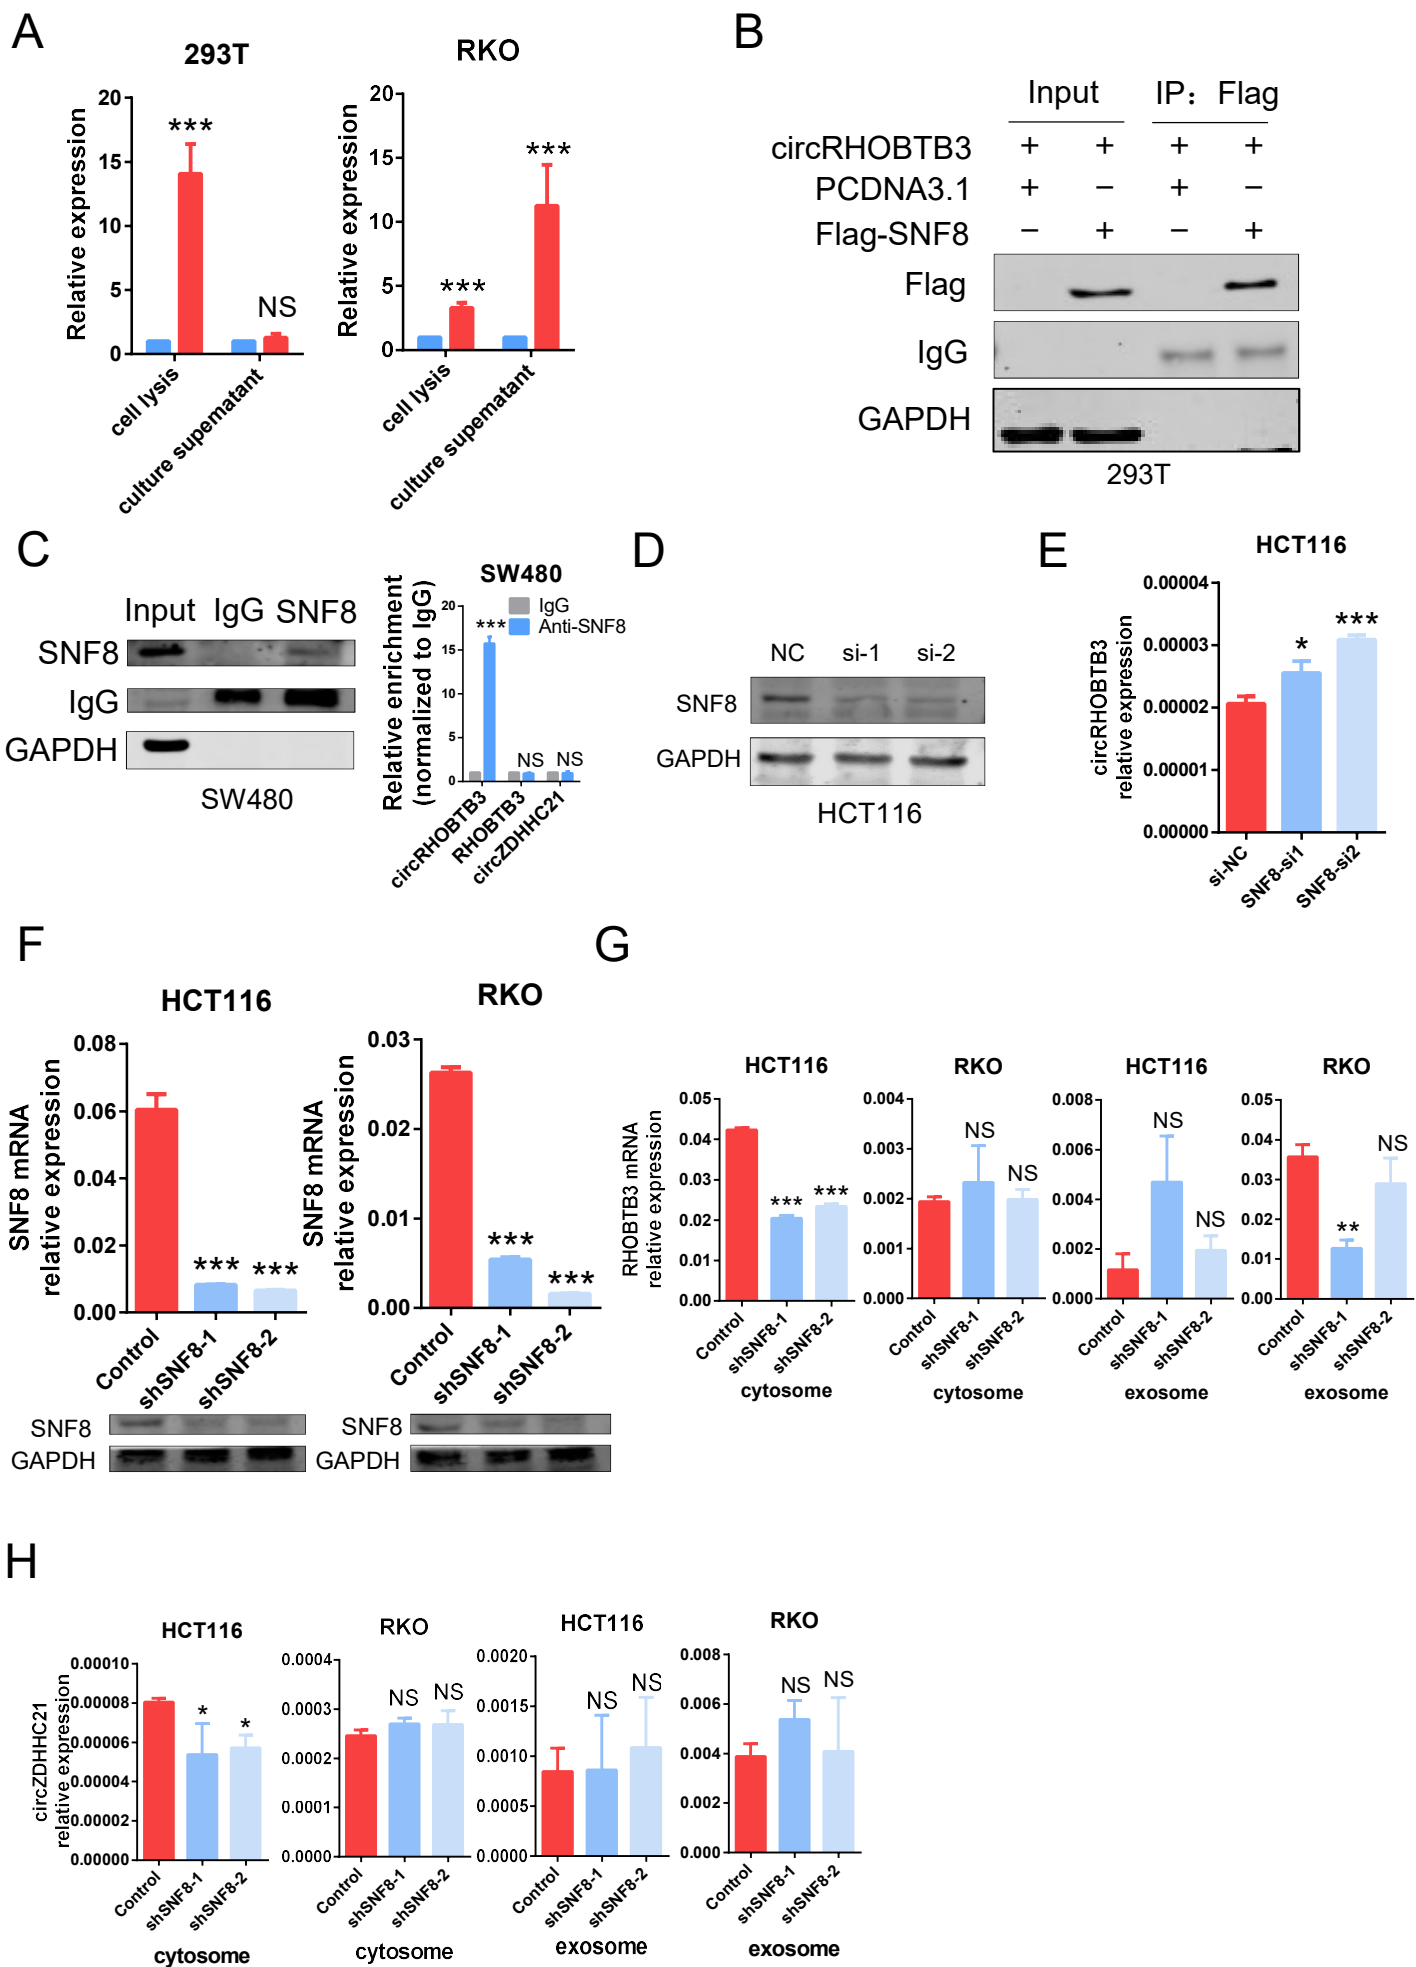 A
293T
Relative expression
20
15
10
5
0
***
NS
cell lysis
culture supematant
RKO
Relative expression
20
15
10
5
0
***
***
cell lysis
culture supematant
B
Input IP： Flag
circRHOBTB3 + + + +
PCDNA3.1 + − + −
Flag-SNF8 − + − +
Flag
IgG
GAPDH
293T
C
Input IgG SNF8
SNF8
IgG
GAPDH
SW480
SW480
Relative enrichment
(normalized to IgG)
20
15
10
5
0
IgG
Anti-SNF8
***
NS
NS
circRHOBTB3
RHOBTB3
circZDHHC21
D
NC si-1 si-2
SNF8
GAPDH
HCT116
E
HCT116
circRHOBTB3
relative expression
0.00004
0.00003
0.00002
0.00001
0.00000
*
***
si-NC
SNF8-si1
SNF8-si2
F
HCT116
SNF8 mRNA
relative expression
0.08
0.06
0.04
0.02
0.00
***
***
Control
shSNF8-1
shSNF8-2
SNF8
GAPDH
RKO
SNF8 mRNA
relative expression
0.03
0.02
0.01
0.00
***
***
Control
shSNF8-1
shSNF8-2
SNF8
GAPDH
G
HCT116
RHOBTB3 mRNA
relative expression
0.05
0.04
0.03
0.02
0.01
0.00
***
***
Control
shSNF8-1
shSNF8-2
cytosome
RKO
0.004
0.003
0.002
0.001
0.000
NS
NS
Control
shSNF8-1
shSNF8-2
cytosome
HCT116
0.008
0.006
0.004
0.002
0.000
NS
NS
Control
shSNF8-1
shSNF8-2
exosome
RKO
0.05
0.04
0.03
0.02
0.01
0.00
**
NS
Control
shSNF8-1
shSNF8-2
exosome
H
HCT116
circZDHHC21
relative expression
0.00010
0.00008
0.00006
0.00004
0.00002
0.00000
*
*
Control
shSNF8-1
shSNF8-2
cytosome
RKO
0.0004
0.0003
0.0002
0.0001
0.0000
NS
NS
Control
shSNF8-1
shSNF8-2
cytosome
HCT116
0.0020
0.0015
0.0010
0.0005
0.0000
NS
NS
Control
shSNF8-1
shSNF8-2
exosome
RKO
0.008
0.006
0.004
0.002
0.000
NS
NS
Control
shSNF8-1
shSNF8-2
exosome